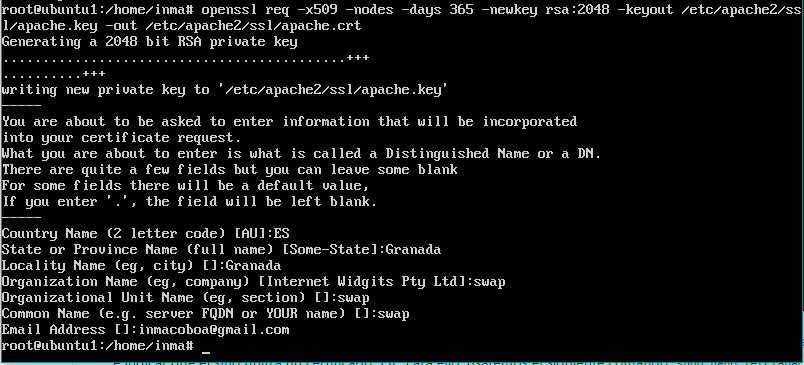 root@ubuntu1:/home/inma# openssl req -x509 -nodes -days 365 -newkey rsa:2048 -keyout /etc/apache2/ss
l/apache.key -out /etc/apache2/ssl/apache.crt
Generating a 2048 bit RSA private key
...........................................+++
..........+++
writing new private key to '/etc/apache2/ssl/apache.key'
-----
You are about to be asked to enter information that will be incorporated
into your certificate request.
What you are about to enter is what is called a Distinguished Name or a DN.
There are quite a few fields but you can leave some blank
For some fields there will be a default value,
If you enter '.', the field will be left blank.
-----
Country Name (2 letter code) [AU]:ES
State or Province Name (full name) [Some-State]:Granada
Locality Name (eg, city) []:Granada
Organization Name (eg, company) [Internet Widgits Pty Ltd]:swap
Organizational Unit Name (eg, section) []:swap
Common Name (e.g. server FQDN or YOUR name) []:swap
Email Address []:inmacoboa@gmail.com
root@ubuntu1:/home/inma# _